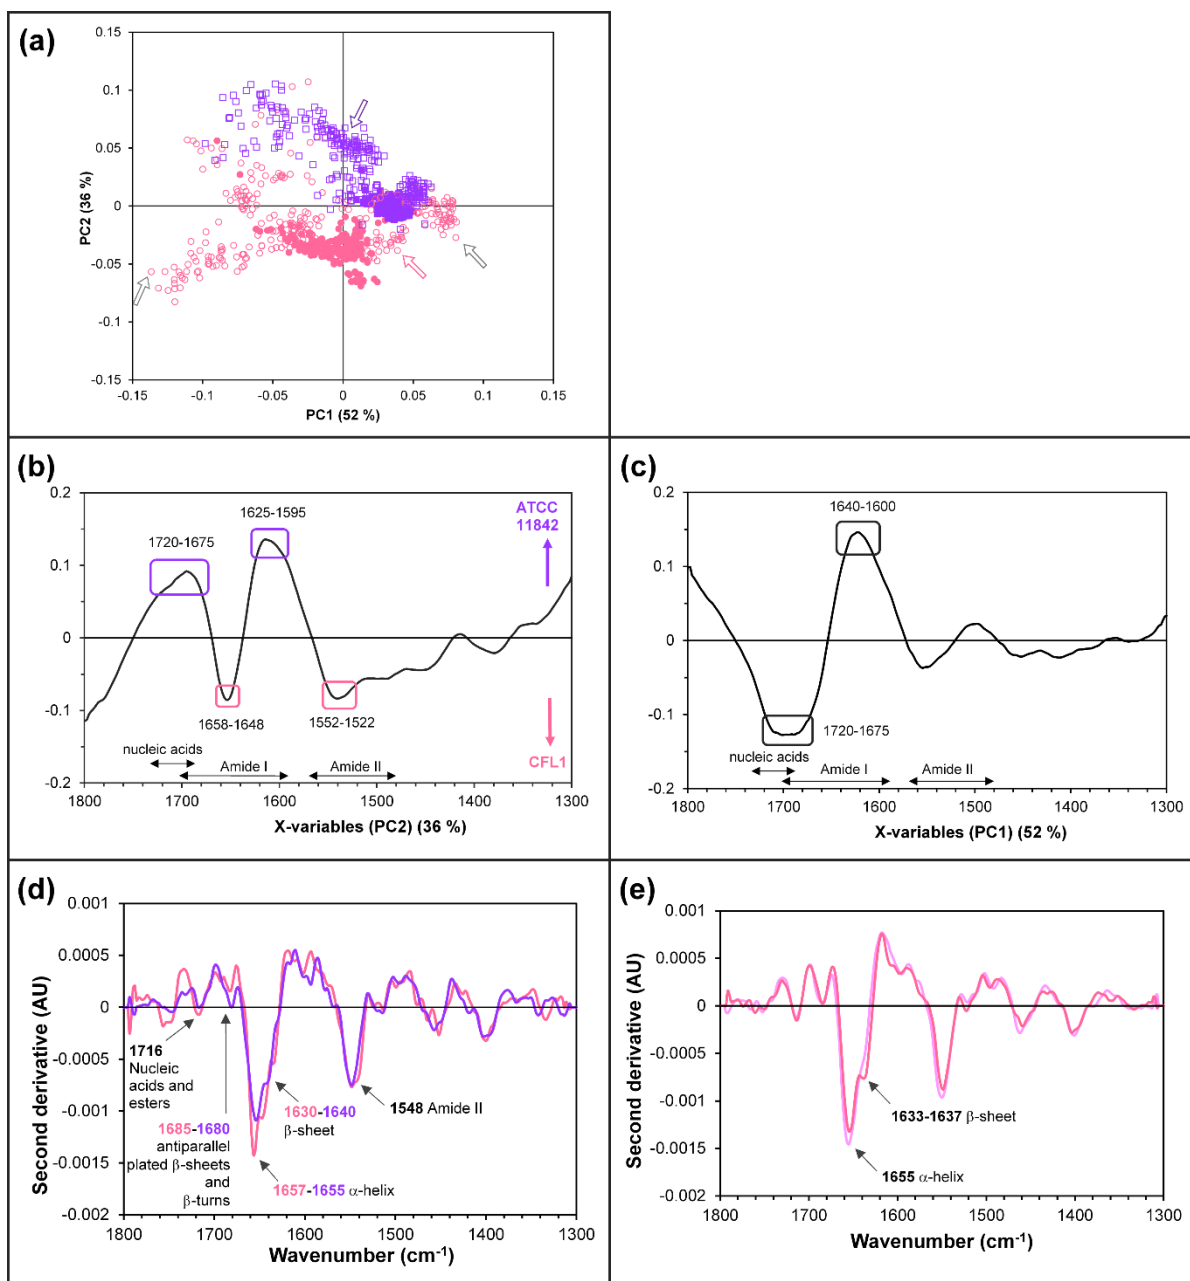 (a)
0.15
0.1
0.05
0
-0.05
-0.1
-0.15
PC2 (36 %)
-0.15
-0.1
-0.05
0
0.05
0.1
0.15
PC1 (52 %)
(b)
0.2
0.1
0
-0.1
-0.2
1720-1675
1625-1595
ATCC
11842
1658-1648
1552-1522
nucleic acids
Amide I
Amide II
CFL1
1800
1700
1600
1500
1400
1300
X-variables (PC2) (36 %)
(c)
0.2
0.1
0
-0.1
-0.2
1640-1600
1720-1675
nucleic acids
Amide I
Amide II
1800
1700
1600
1500
1400
1300
X-variables (PC1) (52 %)
(d)
Second derivative (AU)
0.001
0.0005
0
-0.0005
-0.001
-0.0015
-0.002
1716
Nucleic
acids and
esters
1685-1680
antiparallel
plated β-sheets
and
β-turns
1630-1640
β-sheet
1657-1655 α-helix
1548 Amide II
1800
1700
1600
1500
1400
1300
Wavenumber (cm⁻¹)
(e)
Second derivative (AU)
0.001
0.0005
0
-0.0005
-0.001
-0.0015
-0.002
1633-1637 β-sheet
1655 α-helix
1800
1700
1600
1500
1400
1300
Wavenumber (cm⁻¹)